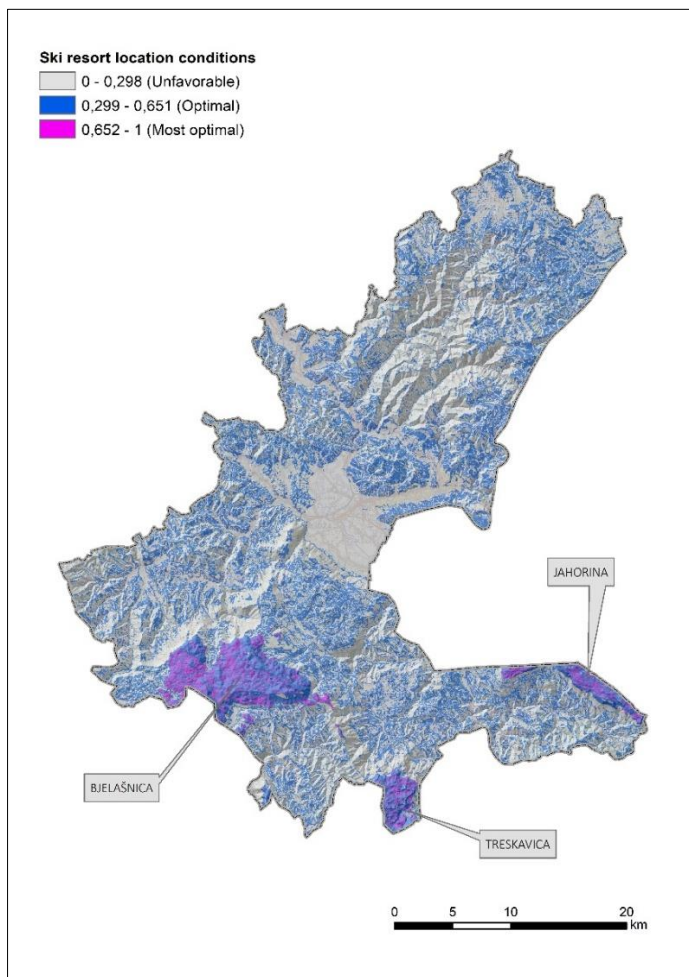 Ski resort location conditions
0 - 0,298 (Unfavorable)
0,299 - 0,651 (Optimal)
0,652 - 1 (Most optimal)
JAHORINA
BJELAŠNICA
TRESKAVICA
0 5 10 20
km